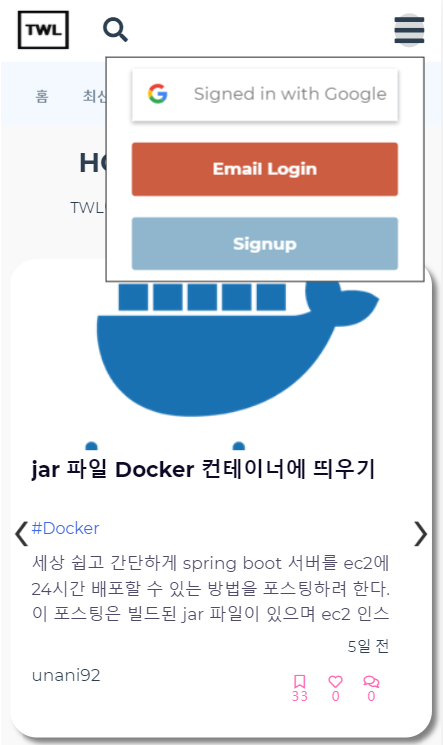 TWL
Signed in with Google
홈
Email Login
TWL
Signup
jar 파일 Docker 컨테이너에 띄우기
#Docker
세상 쉽고 간단하게 spring boot 서버를 ec2에
24시간 배포할 수 있는 방법을 포스팅하려 한다.
이 포스팅은 빌드된 jar 파일이 있으며 ec2 인스
5일 전
unani92
33 0 0